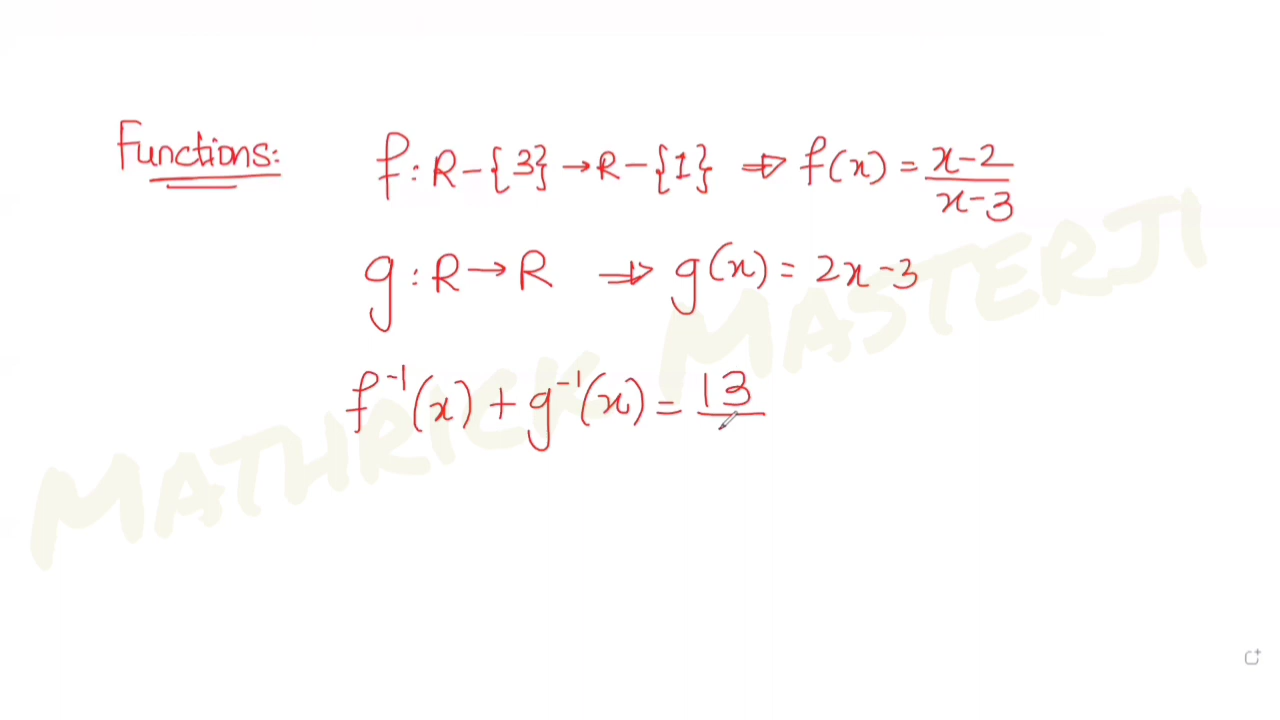 Functions: f : R-{3} → R-{1} ⇒ f(x) = x-2 / x-3
g : R → R ⇒ g(x) = 2x-3
f⁻¹(x) + g⁻¹(x) = 13
MATHRICK MASTERJI